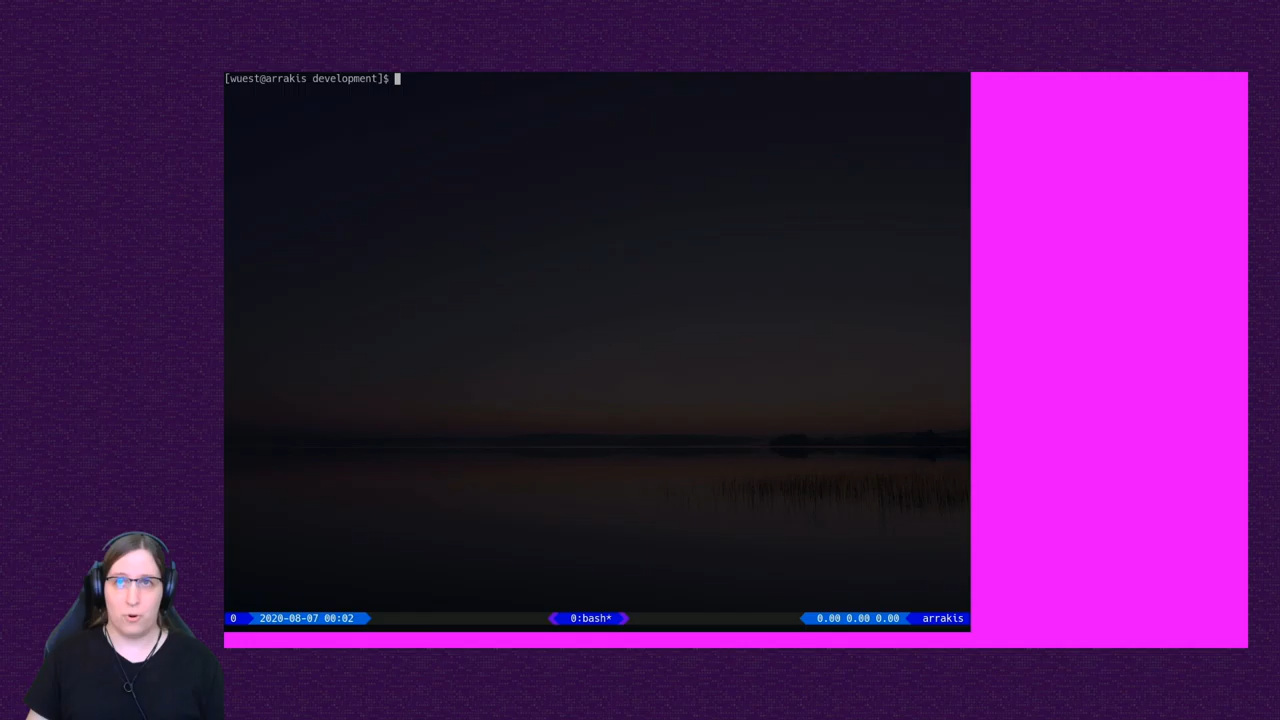 [wuest@arrakis development]$
0 2020-08-07 00:02 0:bash* 0.00 0.00 0.00 arrakis